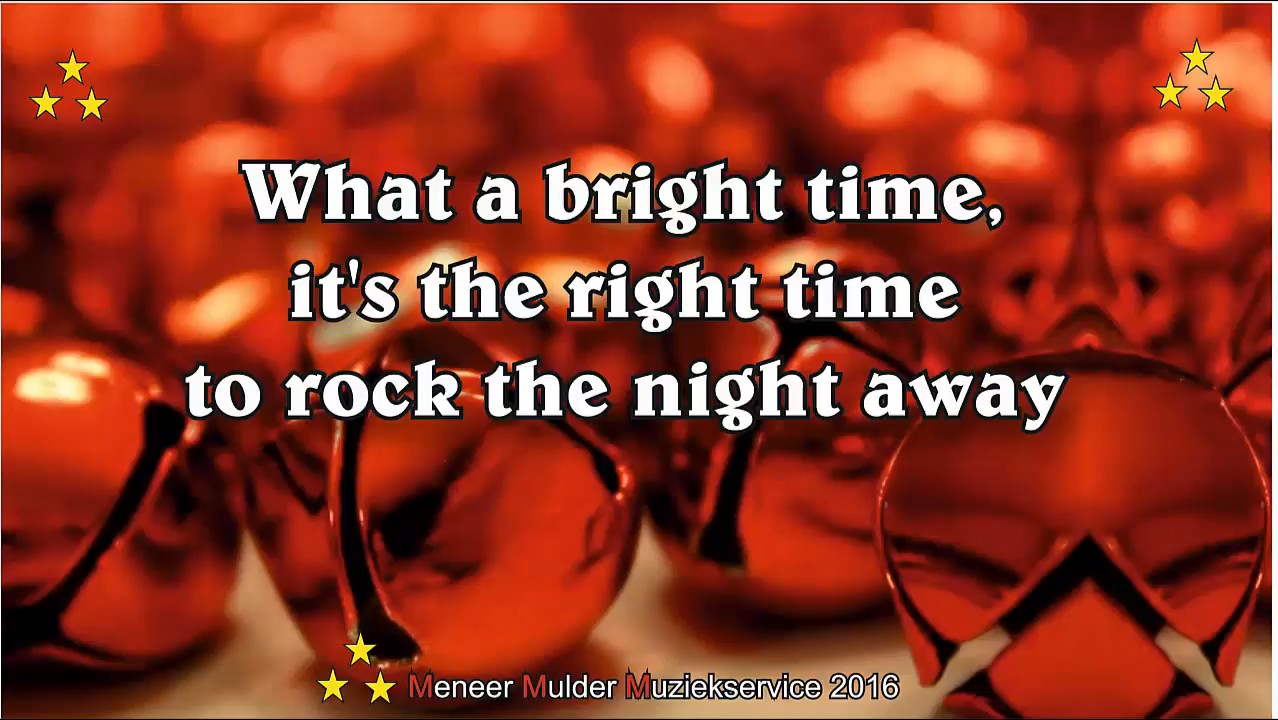 What a bright time,
it's the right time
to rock the night away
Meneer Mulder Muziekservice 2016